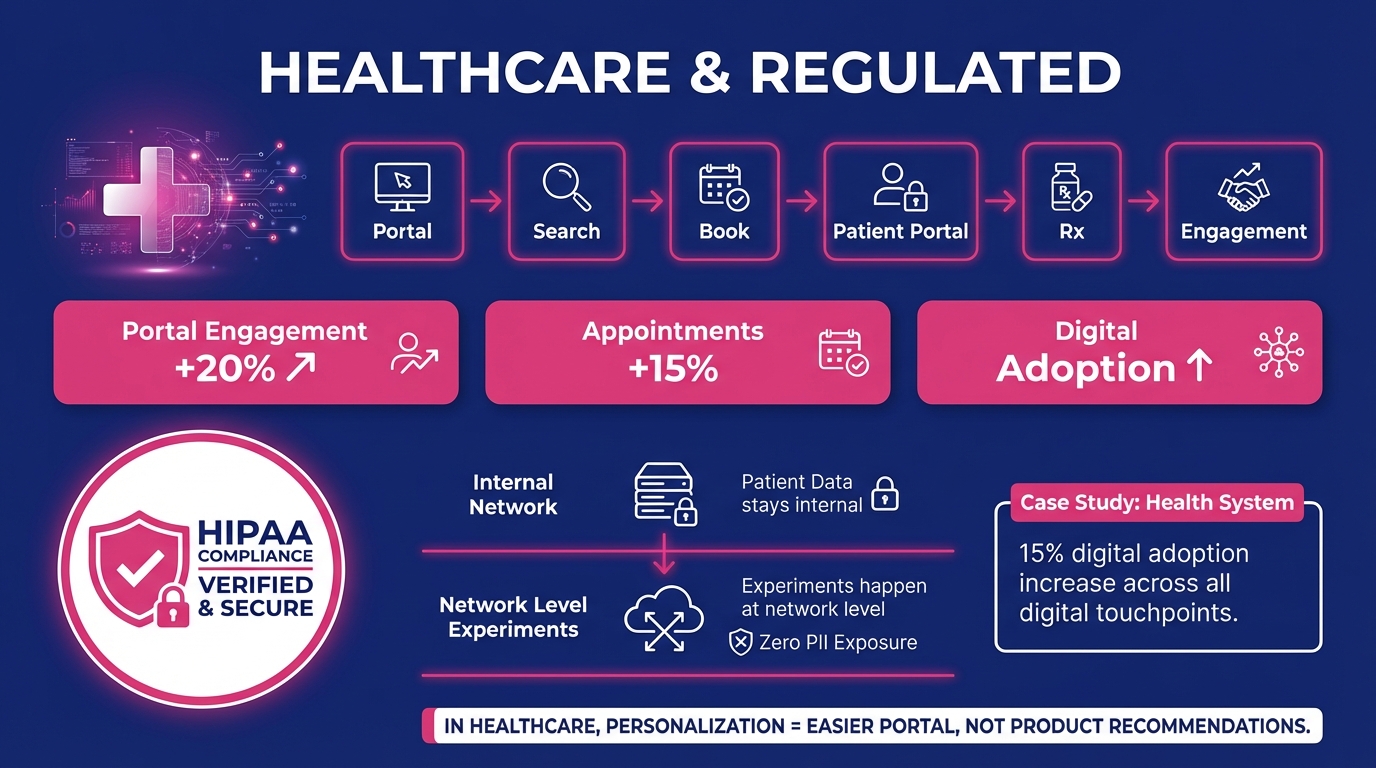 HEALTHCARE & REGULATED
Portal
Search
Book
Patient Portal
Rx
Engagement
Portal Engagement
+20%
Appointments
+15%
Digital
Adoption
HIPAA
COMPLIANCE
VERIFIED
& SECURE
Internal
Network
Patient Data
stays internal
Network Level
Experiments
Experiments happen
at network level
Zero PII Exposure
Case Study: Health System
15% digital adoption
increase across all
digital touchpoints.
IN HEALTHCARE, PERSONALIZATION = EASIER PORTAL, NOT PRODUCT RECOMMENDATIONS.